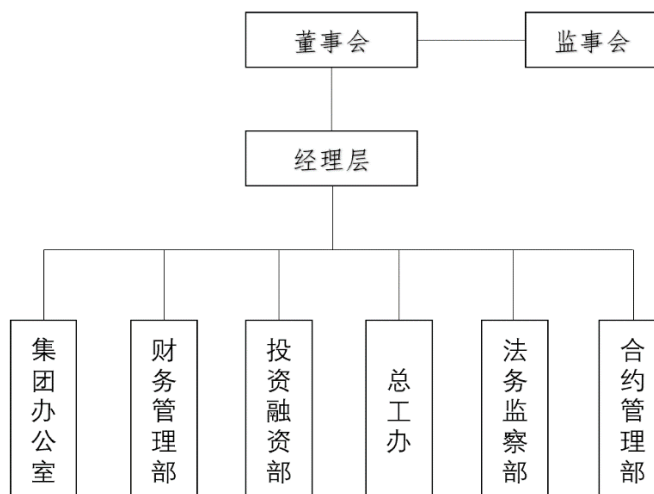 董事会
监事会
经理层
集团办公室
财务管理部
投资融资部
总工办
法务监察部
合约管理部